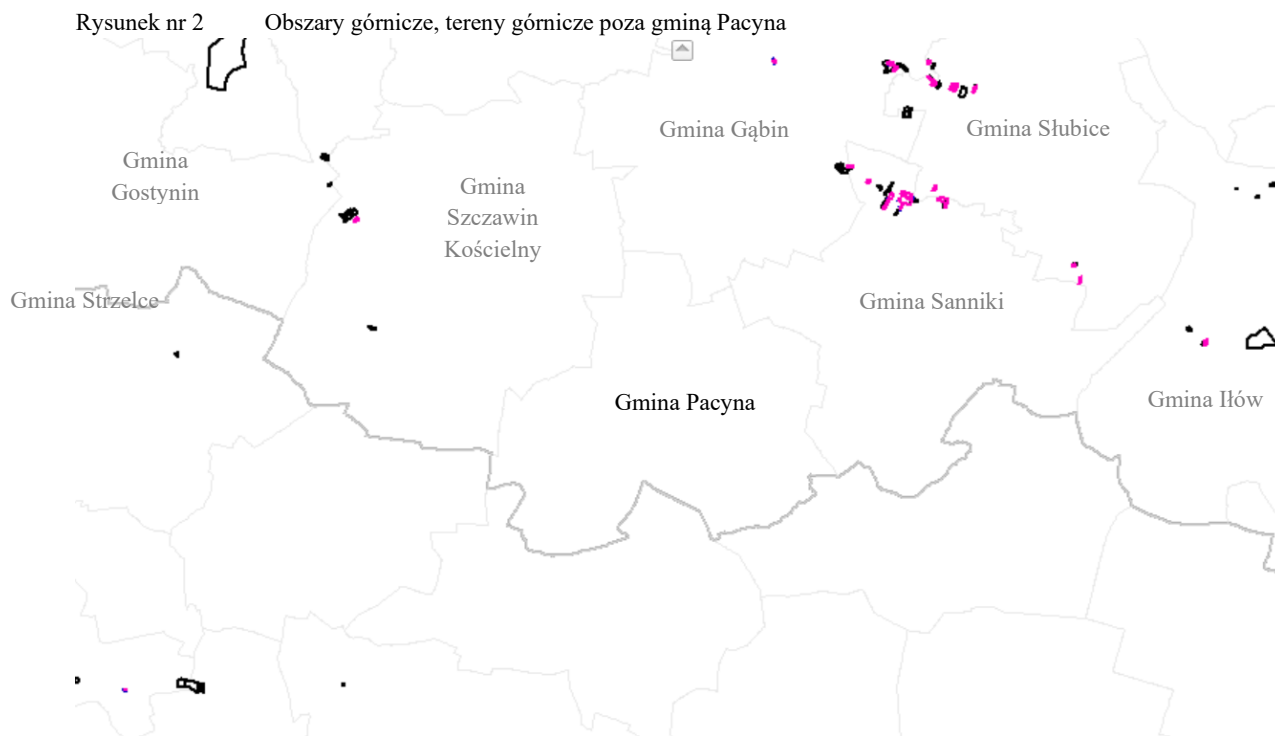 Rysunek nr 2 Obszary górnicze, tereny górnicze poza gminą Pacyna
Gmina Gąbin
Gmina Słubice
Gmina
Gostynin
Gmina
Szczawin
Kościelny
Gmina Strzelce
Gmina Sanniki
Gmina Pacyna
Gmina Iłów